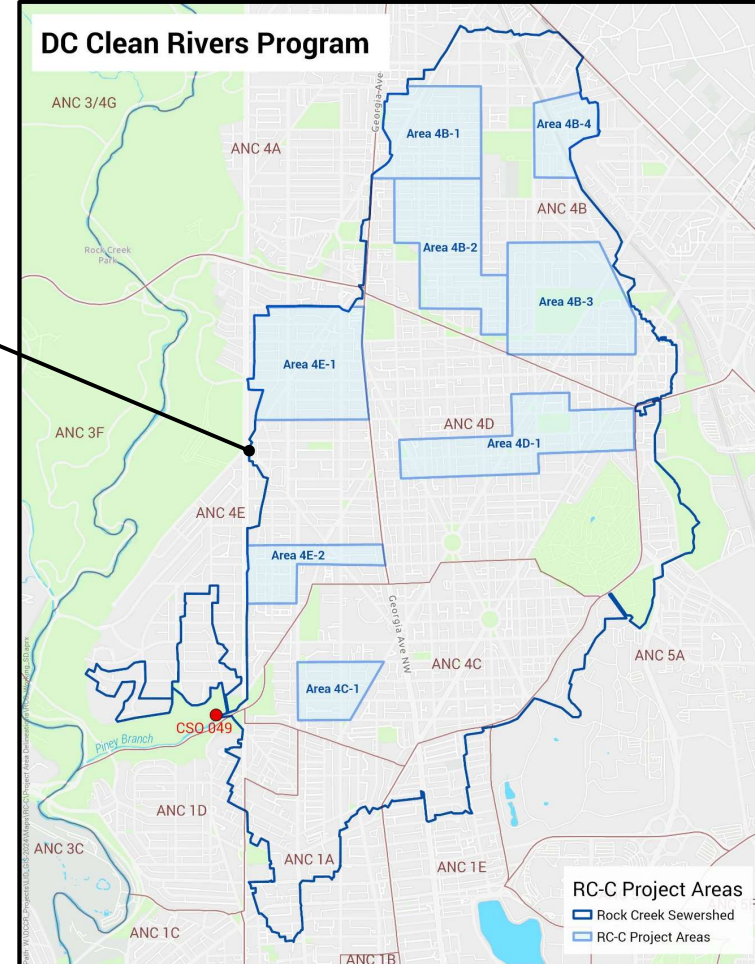 DC Clean Rivers Program
ANC 3/4G
Georgia Ave
Area 4B-1
Area 4B-4
ANC 4A
ANC 4B
Rock Creek
Park
Area 4B-2
Area 4B-3
Area 4E-1
ANC 3F
ANC 4D
Area 4D-1
ANC 4E
Area 4E-2
Georgia Ave NW
ANC 4C
ANC 5A
Area 4C-1
CSO 049
Piney Branch
ANC 1D
ANC 3C
ANC 1A
ANC 1E
RC-C Project Areas
Rock Creek Sewershed
RC-C Project Areas
ANC 1C
ANC 1B